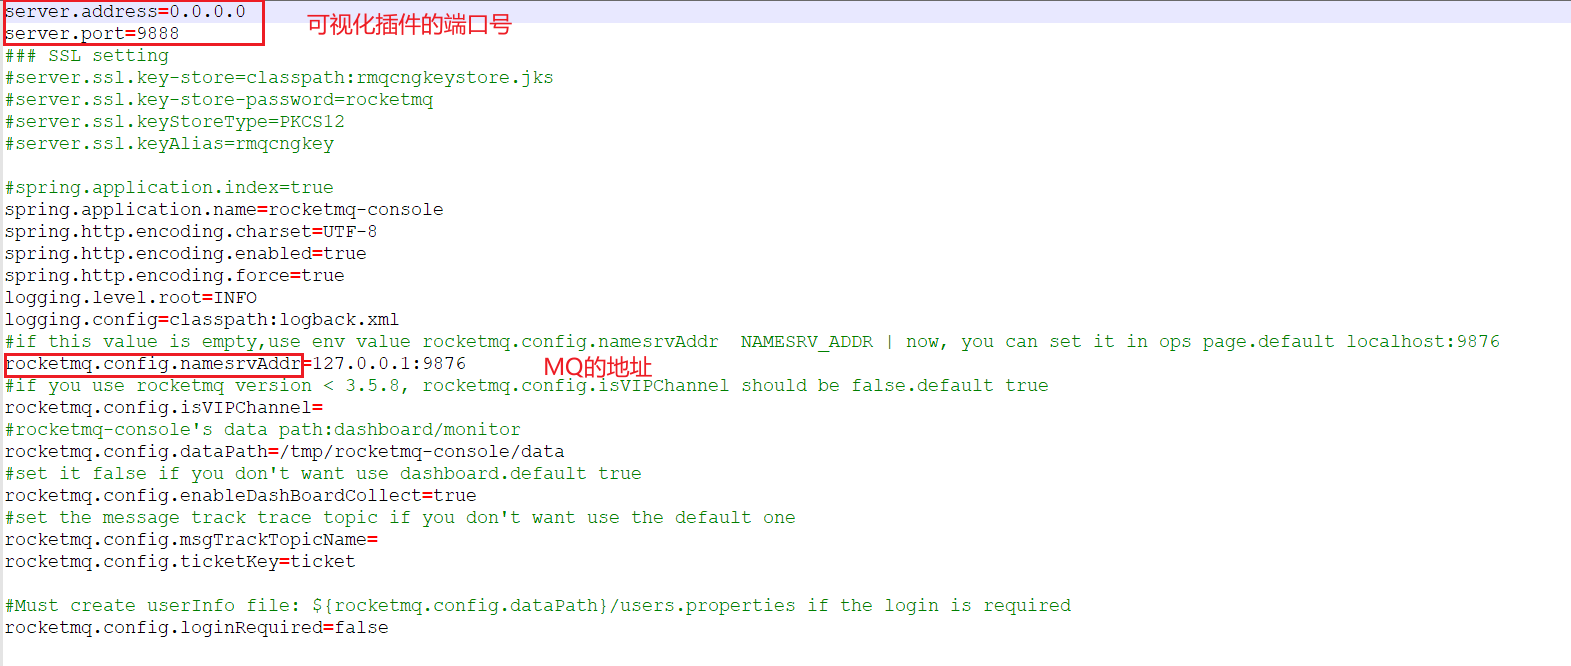 server.address=0.0.0.0
可视化插件的端口号
server.port=9888
### SSL setting
#server.ssl.key-store=classpath:rmqcngkeystore.jks
#server.ssl.key-store-password=rocketmq
#server.ssl.keyStoreType=PKCS12
#server.ssl.keyAlias=rmqcngkey
#spring.application.index=true
spring.application.name=rocketmq-console
spring.http.encoding.charset=UTF-8
spring.http.encoding.enabled=true
spring.http.encoding.force=true
logging.level.root=INFO
logging.config=classpath:logback.xml
#if this value is empty,use env value rocketmq.config.namesrvAddr  NAMESRV_ADDR | now, you can set it in ops page.default localhost:9876
rocketmq.config.namesrvAddr=127.0.0.1:9876
MQ的地址
#if you use rocketmq version < 3.5.8, rocketmq.config.isVIPChannel should be false.default true
rocketmq.config.isVIPChannel=
#rocketmq-console's data path:dashboard/monitor
rocketmq.config.dataPath=/tmp/rocketmq-console/data
#set it false if you don't want use dashboard.default true
rocketmq.config.enableDashBoardCollect=true
#set the message track trace topic if you don't want use the default one
rocketmq.config.msgTrackTopicName=
rocketmq.config.ticketKey=ticket
#Must create userInfo file: ${rocketmq.config.dataPath}/users.properties if the login is required
rocketmq.config.loginRequired=false